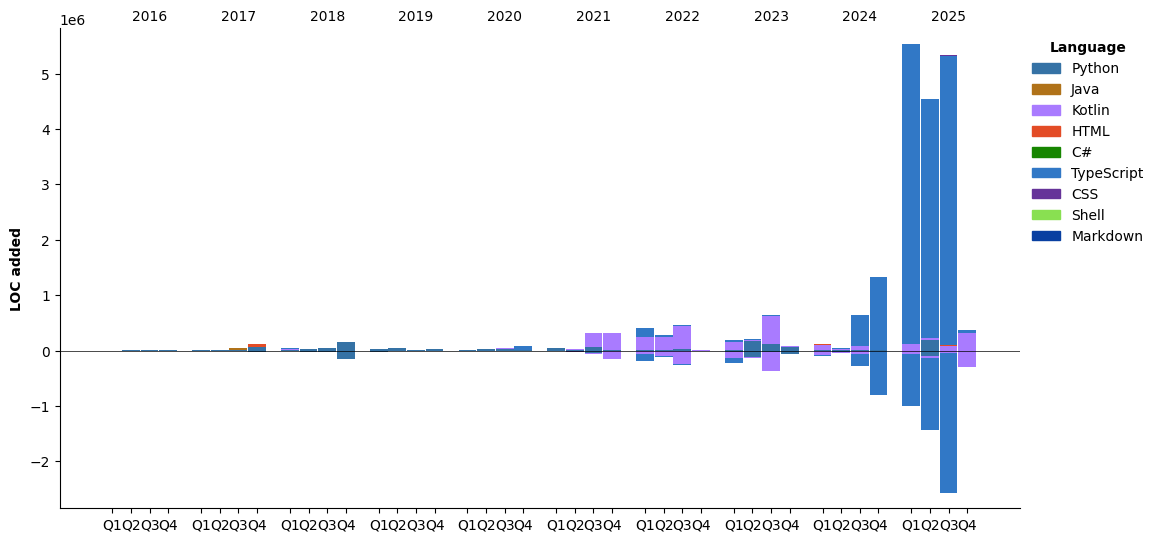 1e6
2016 2017 2018 2019 2020 2021 2022 2023 2024 2025
LOC added
5
4
3
2
1
0
−1
−2
Q1Q2Q3Q4 Q1Q2Q3Q4 Q1Q2Q3Q4 Q1Q2Q3Q4 Q1Q2Q3Q4 Q1Q2Q3Q4 Q1Q2Q3Q4 Q1Q2Q3Q4 Q1Q2Q3Q4 Q1Q2Q3Q4
Language
Python
Java
Kotlin
HTML
C#
TypeScript
CSS
Shell
Markdown